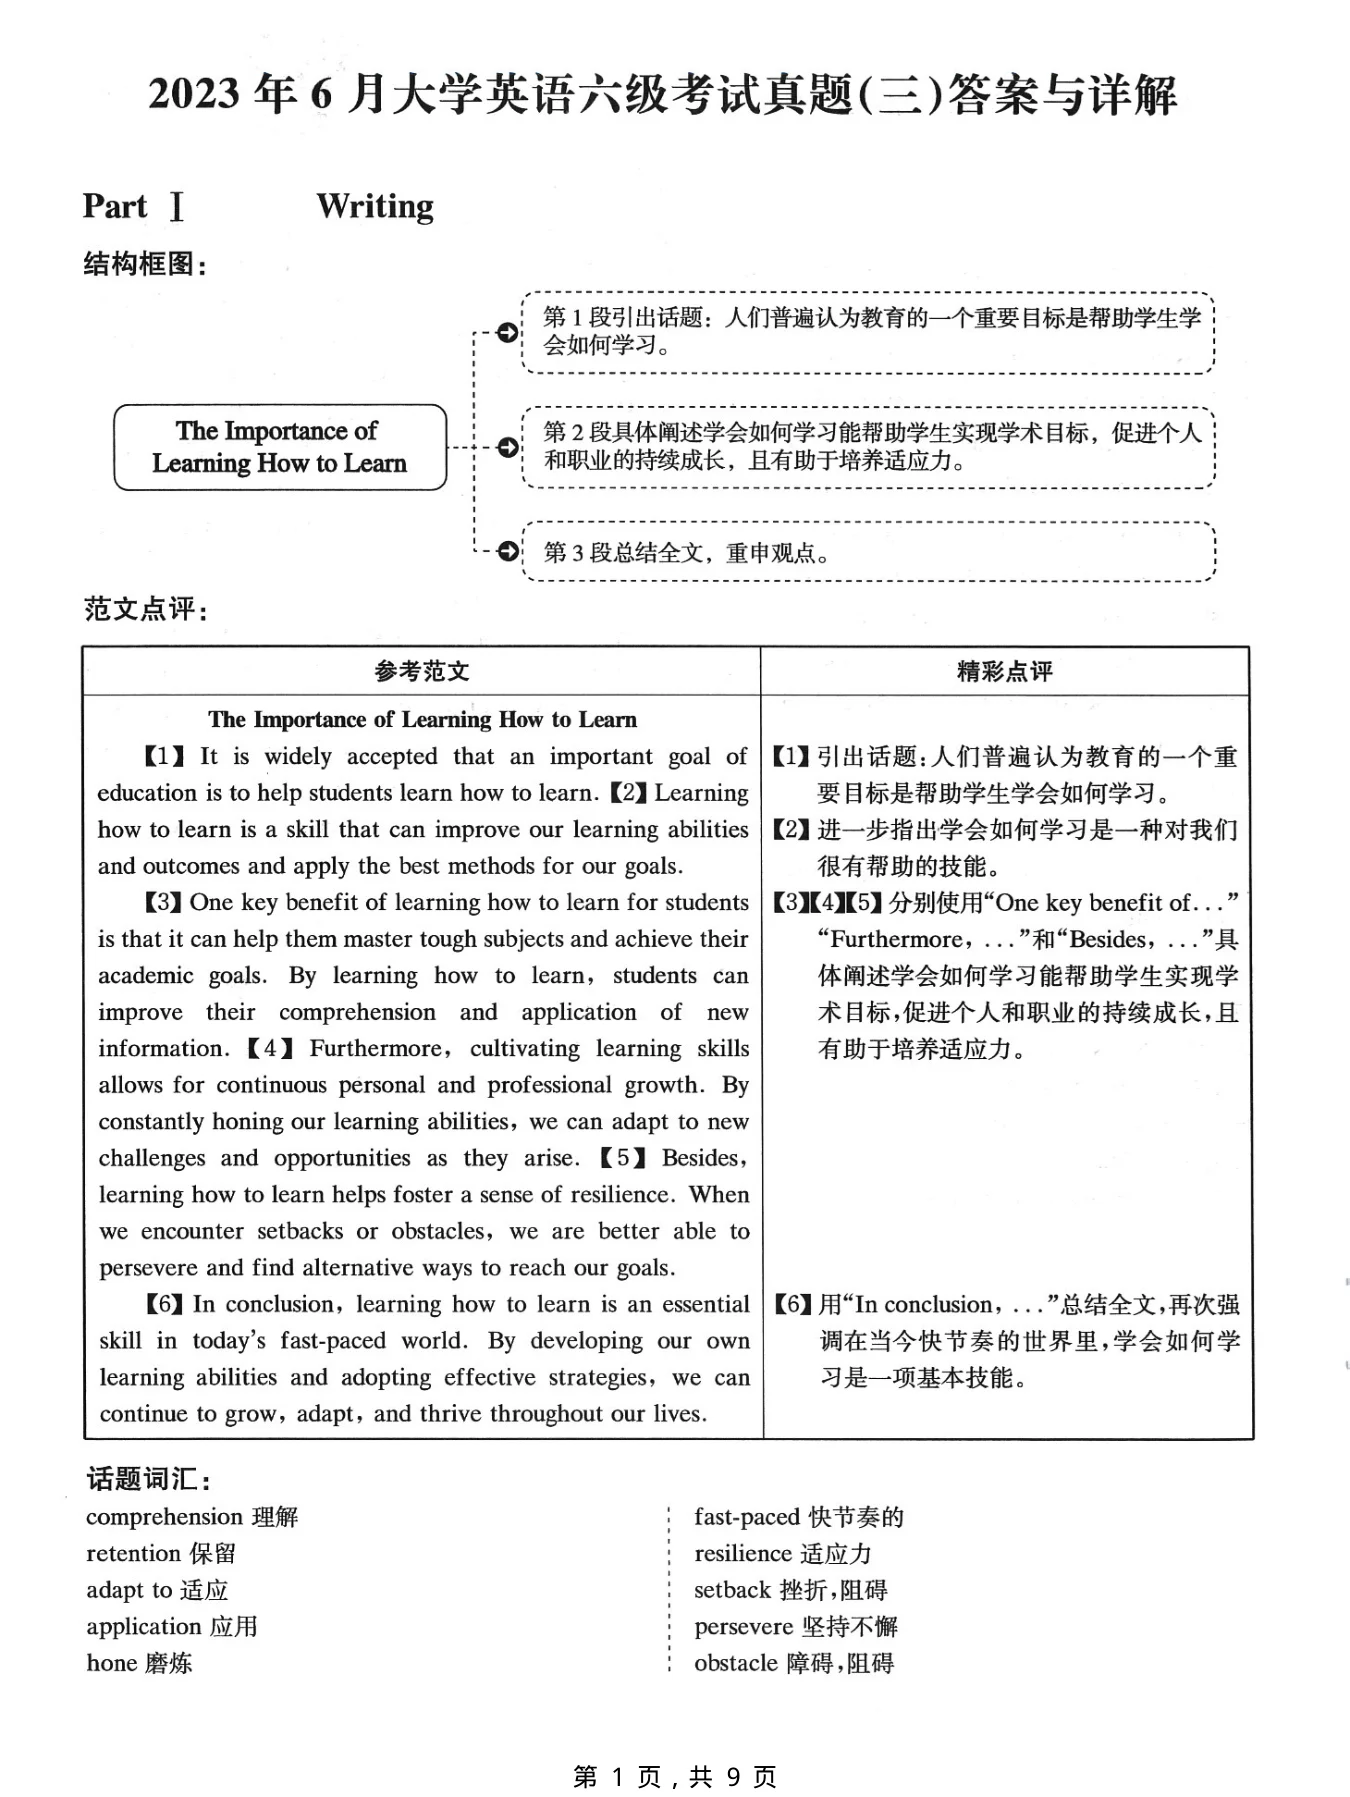 2023 年 6 月大学英语六级考试真题(三)答案与详解
Part Ⅰ Writing
结构框图:
The Importance of
Learning How to Learn
第 1 段引出话题：人们普遍认为教育的一个重要目标是帮助学生学
会如何学习。
第 2 段具体阐述学会如何学习能帮助学生实现学术目标，促进个人
和职业的持续成长，且有助于培养适应力。
第 3 段总结全文，重申观点。
范文点评:
参考范文
The Importance of Learning How to Learn
【1】 It is widely accepted that an important goal of
education is to help students learn how to learn.【2】Learning
how to learn is a skill that can improve our learning abilities
and outcomes and apply the best methods for our goals.
【3】One key benefit of learning how to learn for students
is that it can help them master tough subjects and achieve their
academic goals. By learning how to learn, students can
improve their comprehension and application of new
information.【4】 Furthermore, cultivating learning skills
allows for continuous personal and professional growth. By
constantly honing our learning abilities, we can adapt to new
challenges and opportunities as they arise.【5】 Besides,
learning how to learn helps foster a sense of resilience. When
we encounter setbacks or obstacles, we are better able to
persevere and find alternative ways to reach our goals.
【6】In conclusion, learning how to learn is an essential
skill in today's fast-paced world. By developing our own
learning abilities and adopting effective strategies, we can
continue to grow, adapt, and thrive throughout our lives.
精彩点评
【1】引出话题:人们普遍认为教育的一个重
要目标是帮助学生学会如何学习。
【2】进一步指出学会如何学习是一种对我们
很有帮助的技能。
【3】【4】【5】分别使用“One key benefit of...”
“Furthermore, ...”和“Besides, ...”具
体阐述学会如何学习能帮助学生实现学
术目标,促进个人和职业的持续成长,且
有助于培养适应力。
【6】用“In conclusion, ...”总结全文,再次强
调在当今快节奏的世界里,学会如何学
习是一项基本技能。
话题词汇:
comprehension 理解
retention 保留
adapt to 适应
application 应用
hone 磨炼
fast-paced 快节奏的
resilience 适应力
setback 挫折,阻碍
persevere 坚持不懈
obstacle 障碍,阻碍
第 1 页 , 共 9 页